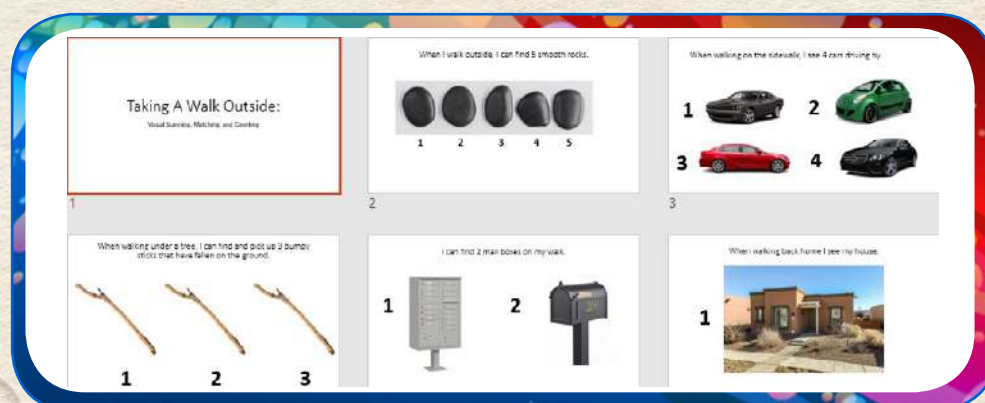 Taking A Walk Outside:
Visual Scanning, Matching, and Counting
1
When I walk outside, I can find 5 smooth rocks.
1 2 3 4 5
2
When walking on the sidewalk, I see 4 cars driving by.
1 2
3 4
3
When walking under a tree, I can find and pick up 3 bumpy
sticks that have fallen on the ground.
1 2 3
I can find 2 mail boxes on my walk.
1 2
When walking back home I see my house.
1